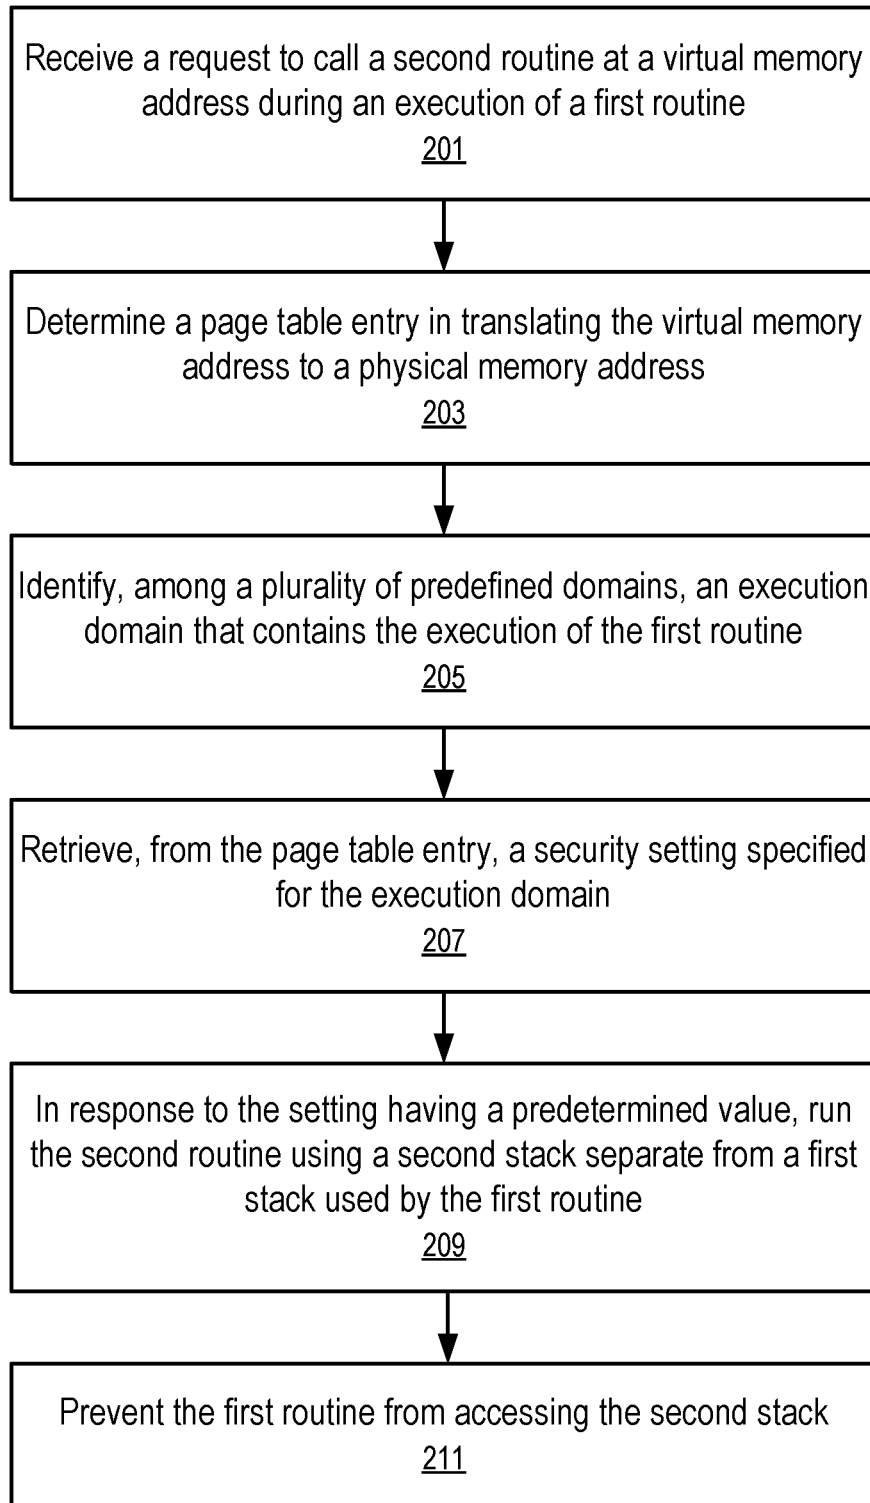 Receive a request to call a second routine at a virtual memory
address during an execution of a first routine
201
Determine a page table entry in translating the virtual memory
address to a physical memory address
203
Identify, among a plurality of predefined domains, an execution
domain that contains the execution of the first routine
205
Retrieve, from the page table entry, a security setting specified
for the execution domain
207
In response to the setting having a predetermined value, run
the second routine using a second stack separate from a first
stack used by the first routine
209
Prevent the first routine from accessing the second stack
211